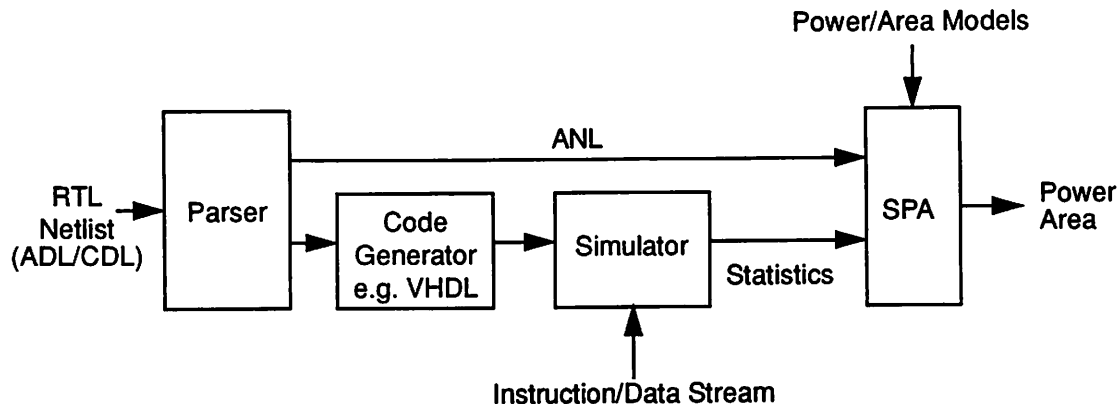 Power/Area Models
ANL
RTL
Netlist
(ADL/CDL)
Parser
Code
Generator
e.g. VHDL
Simulator
Statistics
SPA
Power
Area
Instruction/Data Stream